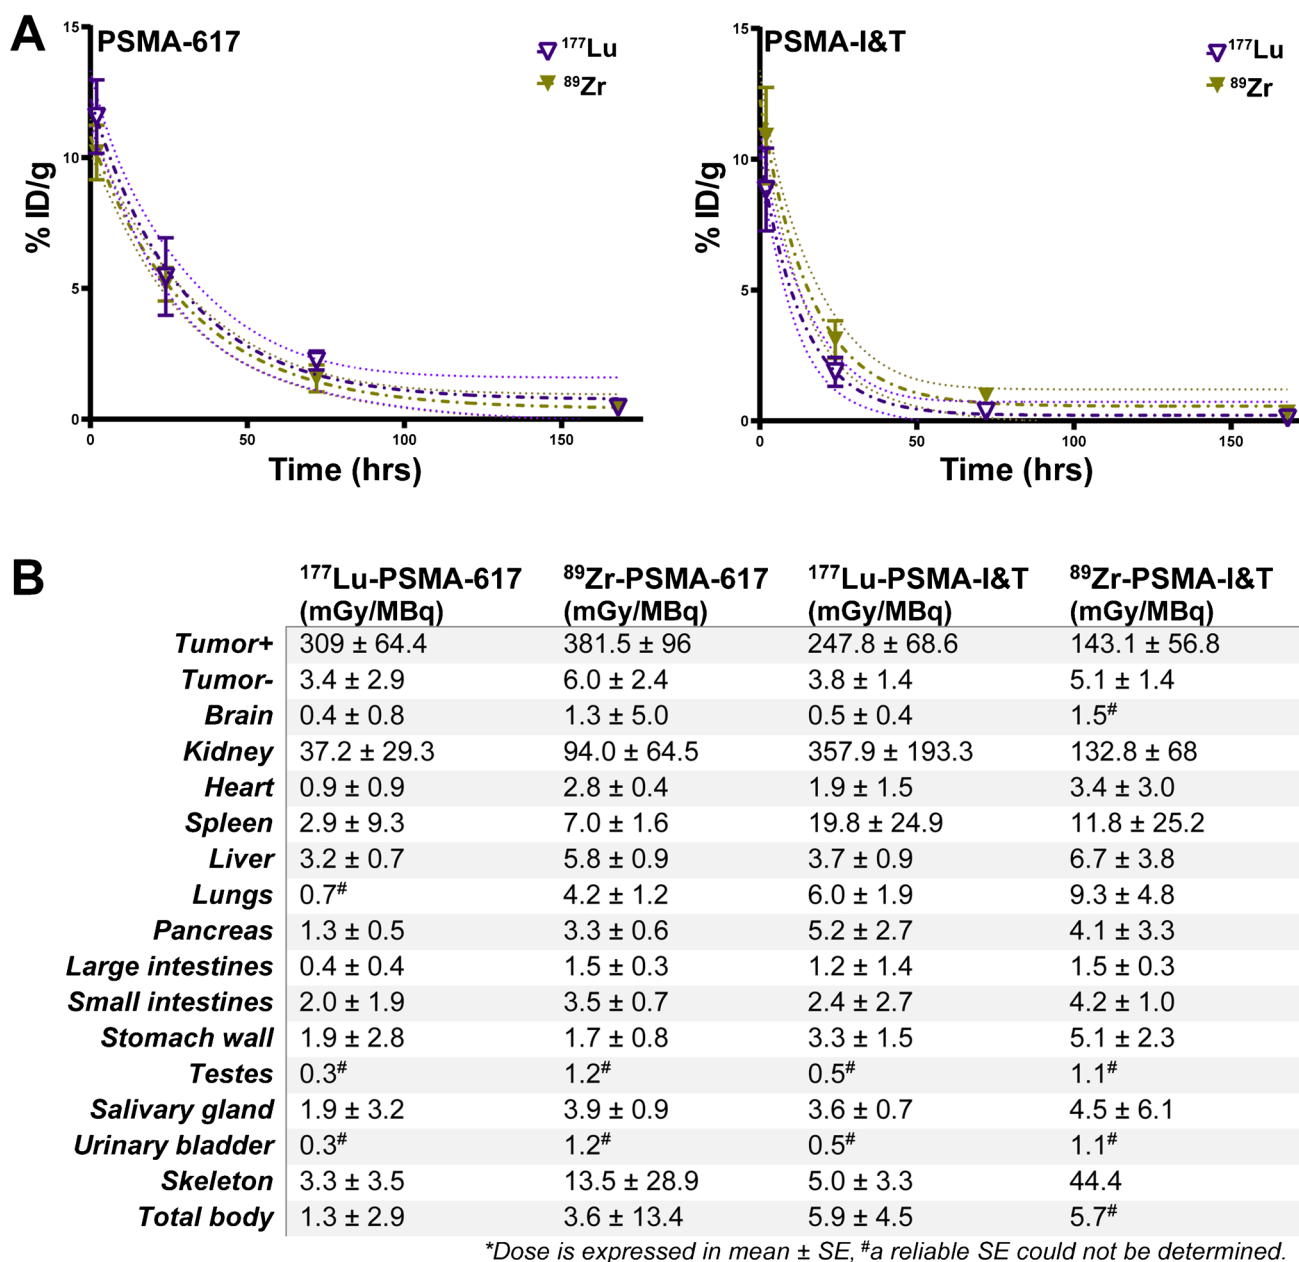 A
PSMA-617
¹⁷⁷Lu
⁸⁹Zr
15
10
5
0
% ID/g
0 50 100 150
Time (hrs)
PSMA-I&T
¹⁷⁷Lu
⁸⁹Zr
15
10
5
0
% ID/g
0 50 100 150
Time (hrs)
B
¹⁷⁷Lu-PSMA-617 ⁸⁹Zr-PSMA-617 ¹⁷⁷Lu-PSMA-I&T ⁸⁹Zr-PSMA-I&T
(mGy/MBq) (mGy/MBq) (mGy/MBq) (mGy/MBq)
Tumor+ 309 ± 64.4 381.5 ± 96 247.8 ± 68.6 143.1 ± 56.8
Tumor- 3.4 ± 2.9 6.0 ± 2.4 3.8 ± 1.4 5.1 ± 1.4
Brain 0.4 ± 0.8 1.3 ± 5.0 0.5 ± 0.4 1.5#
Kidney 37.2 ± 29.3 94.0 ± 64.5 357.9 ± 193.3 132.8 ± 68
Heart 0.9 ± 0.9 2.8 ± 0.4 1.9 ± 1.5 3.4 ± 3.0
Spleen 2.9 ± 9.3 7.0 ± 1.6 19.8 ± 24.9 11.8 ± 25.2
Liver 3.2 ± 0.7 5.8 ± 0.9 3.7 ± 0.9 6.7 ± 3.8
Lungs 0.7# 4.2 ± 1.2 6.0 ± 1.9 9.3 ± 4.8
Pancreas 1.3 ± 0.5 3.3 ± 0.6 5.2 ± 2.7 4.1 ± 3.3
Large intestines 0.4 ± 0.4 1.5 ± 0.3 1.2 ± 1.4 1.5 ± 0.3
Small intestines 2.0 ± 1.9 3.5 ± 0.7 2.4 ± 2.7 4.2 ± 1.0
Stomach wall 1.9 ± 2.8 1.7 ± 0.8 3.3 ± 1.5 5.1 ± 2.3
Testes 0.3# 1.2# 0.5# 1.1#
Salivary gland 1.9 ± 3.2 3.9 ± 0.9 3.6 ± 0.7 4.5 ± 6.1
Urinary bladder 0.3# 1.2# 0.5# 1.1#
Skeleton 3.3 ± 3.5 13.5 ± 28.9 5.0 ± 3.3 44.4
Total body 1.3 ± 2.9 3.6 ± 13.4 5.9 ± 4.5 5.7#
*Dose is expressed in mean ± SE, #a reliable SE could not be determined.